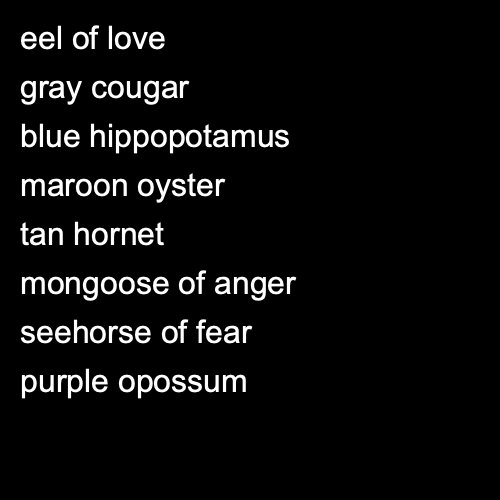 eel of love
gray cougar
blue hippopotamus
maroon oyster
tan hornet
mongoose of anger
seehorse of fear
purple opossum